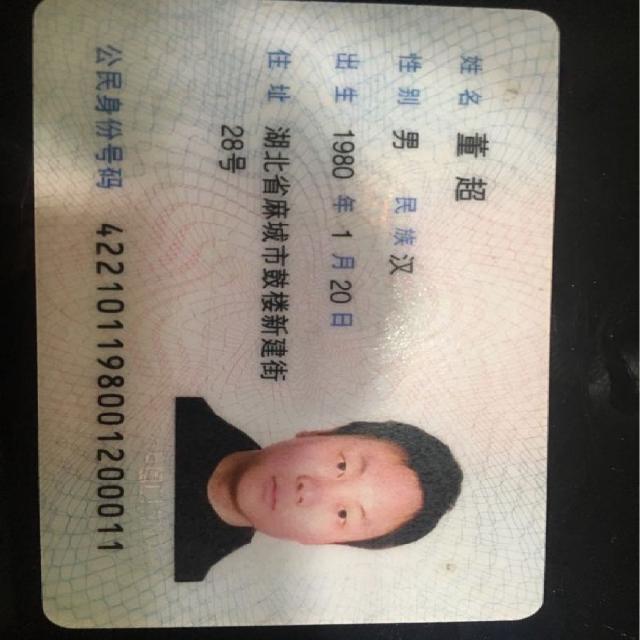 姓名 董超
性别 男 民族 汉
出生 1980 年 1 月 20 日
住址 湖北省麻城市鼓楼新建街
28号
公民身份号码 422101198001200011